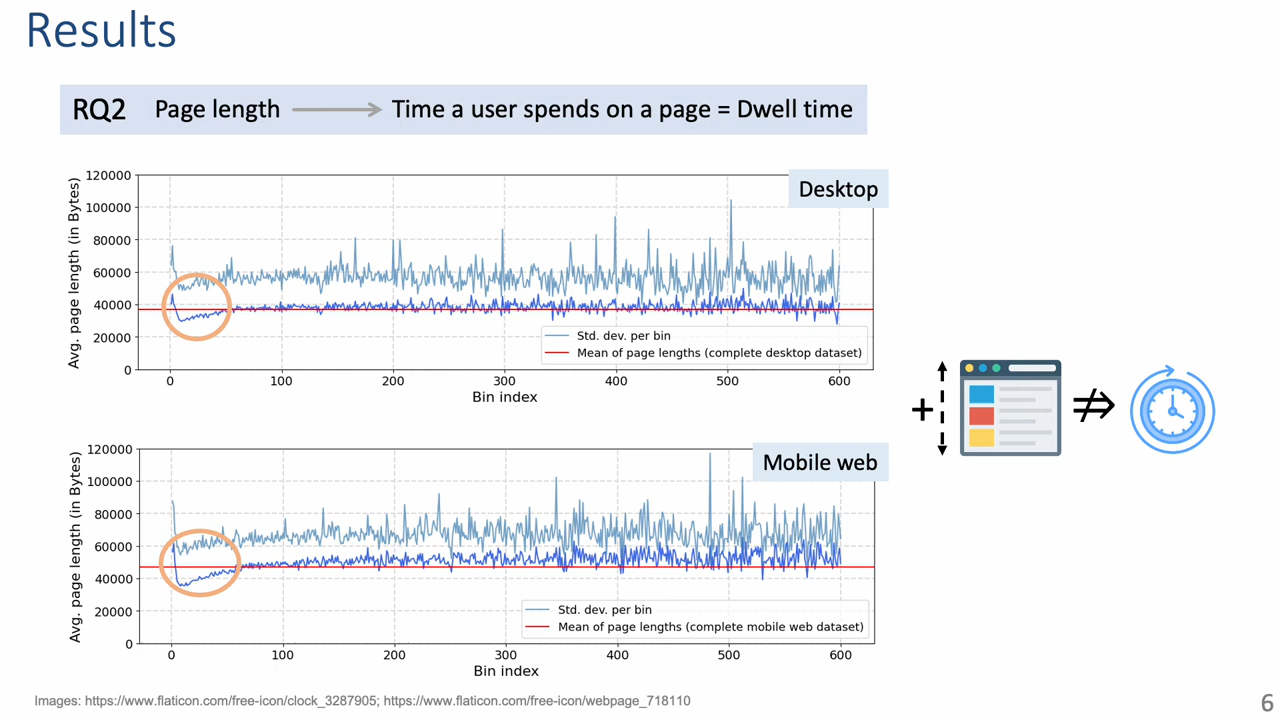 Results
RQ2 Page length Time a user spends on a page = Dwell time
Desktop
Avg. page length (in Bytes)
120000
100000
80000
60000
40000
20000
0
Std. dev. per bin
Mean of page lengths (complete desktop dataset)
0 100 200 300 400 500 600
Bin index
+ ⇏
Mobile web
Avg. page length (in Bytes)
120000
100000
80000
60000
40000
20000
0
Std. dev. per bin
Mean of page lengths (complete mobile web dataset)
0 100 200 300 400 500 600
Bin index
Images: https://www.flaticon.com/free-icon/clock_3287905; https://www.flaticon.com/free-icon/webpage_718110
6